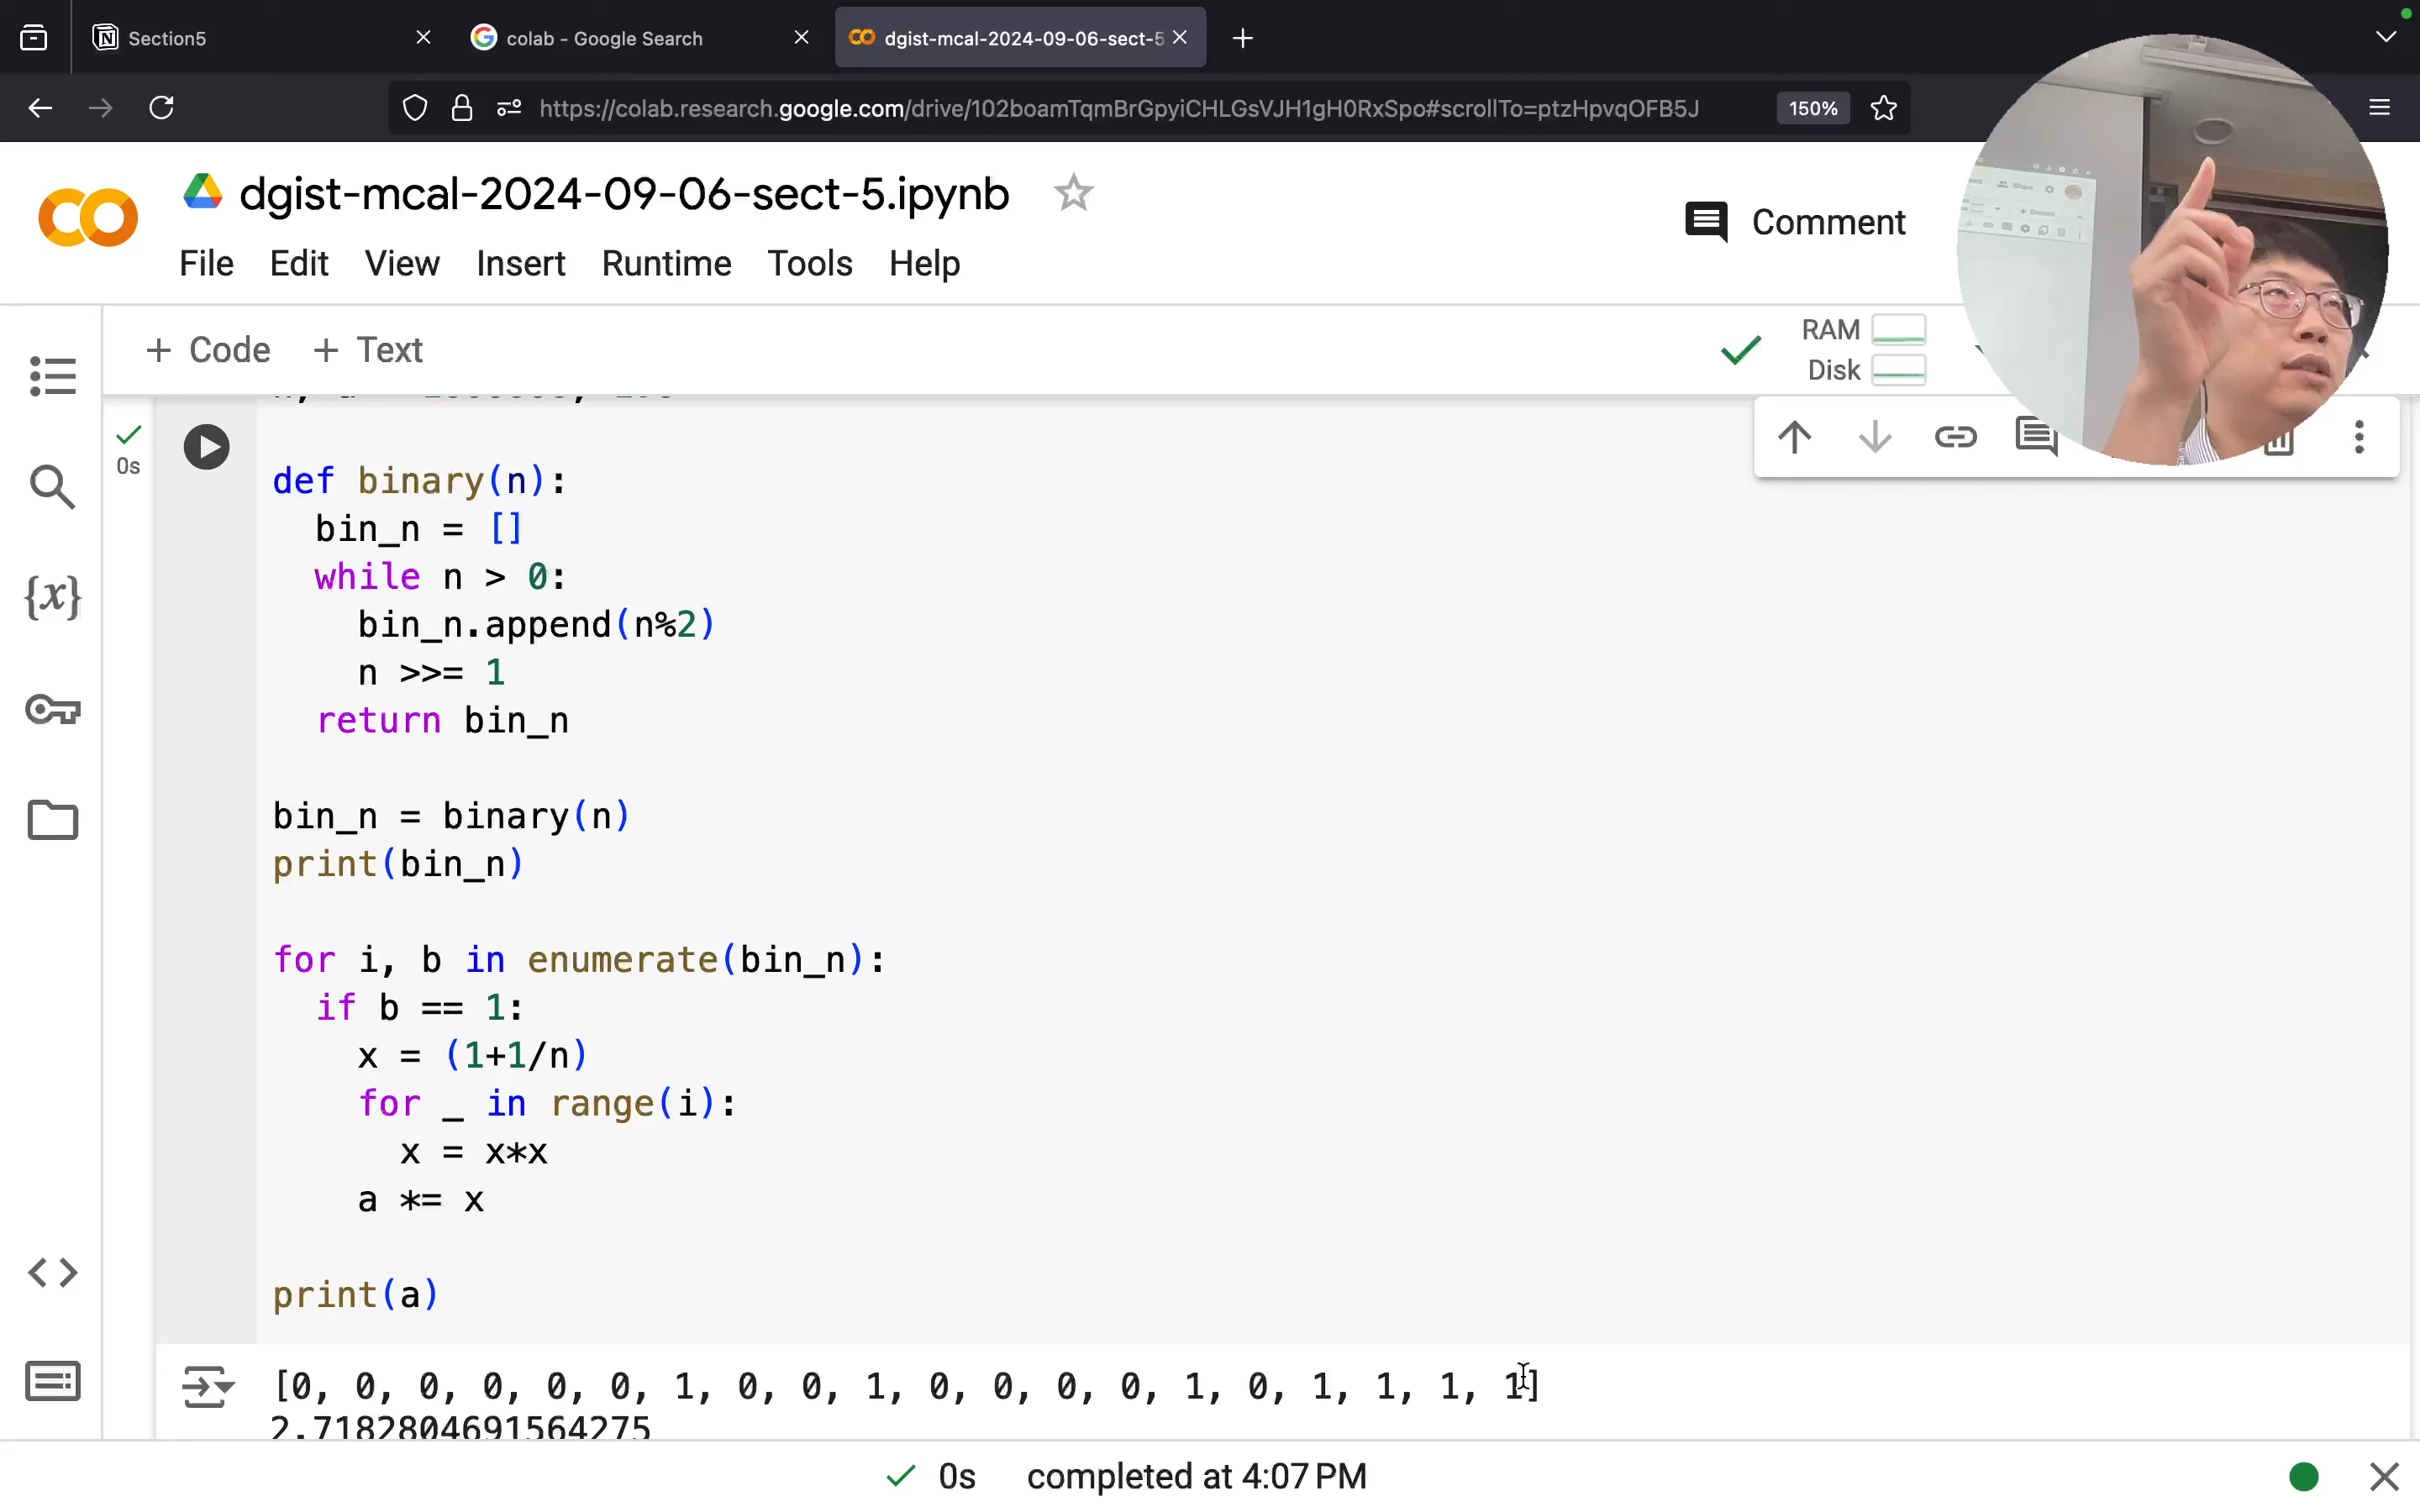 Section5
colab - Google Search
dgist-mcal-2024-09-06-sect-5
https://colab.research.google.com/drive/102boamTqmBrGpyiCHLGsVJH1gH0RxSpo#scrollTo=ptzHpvqOFB5J
150%
dgist-mcal-2024-09-06-sect-5.ipynb
Comment
File Edit View Insert Runtime Tools Help
+ Code + Text
RAM
Disk
0s
def binary(n):
bin_n = []
while n > 0:
bin_n.append(n%2)
n >>= 1
return bin_n
bin_n = binary(n)
print(bin_n)
for i, b in enumerate(bin_n):
if b == 1:
x = (1+1/n)
for _ in range(i):
x = x*x
a *= x
print(a)
[0, 0, 0, 0, 0, 0, 1, 0, 0, 1, 0, 0, 0, 0, 1, 0, 1, 1, 1, 1]
2.7182804691564275
0s completed at 4:07 PM